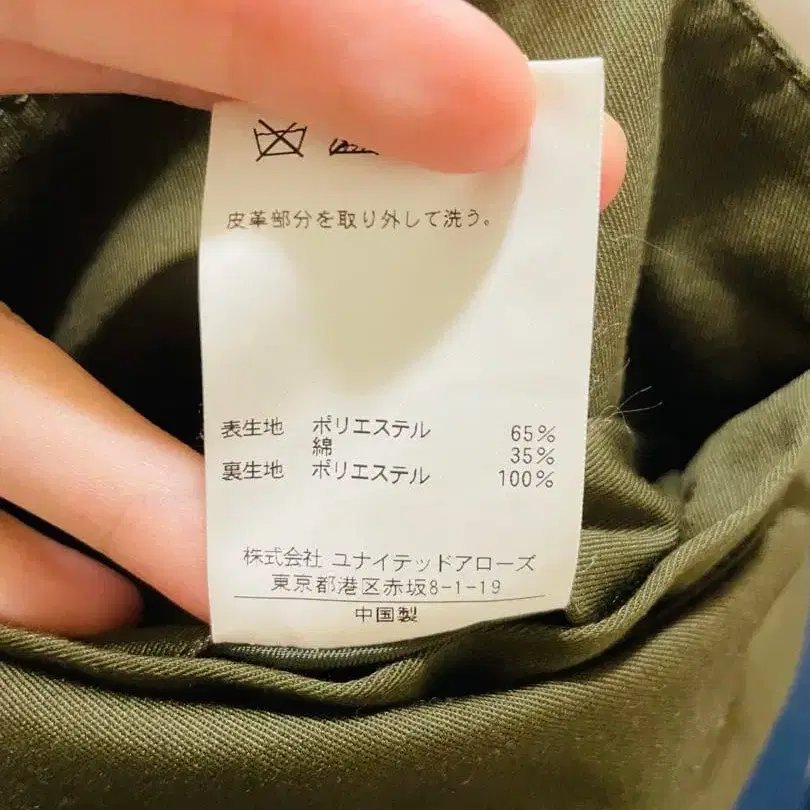 皮革部分を取り外して洗う。
表生地 ポリエステル 65%
綿 35%
裏生地 ポリエステル 100%
株式会社 ユナイテッドアローズ
東京都港区赤坂8-1-19
中国製